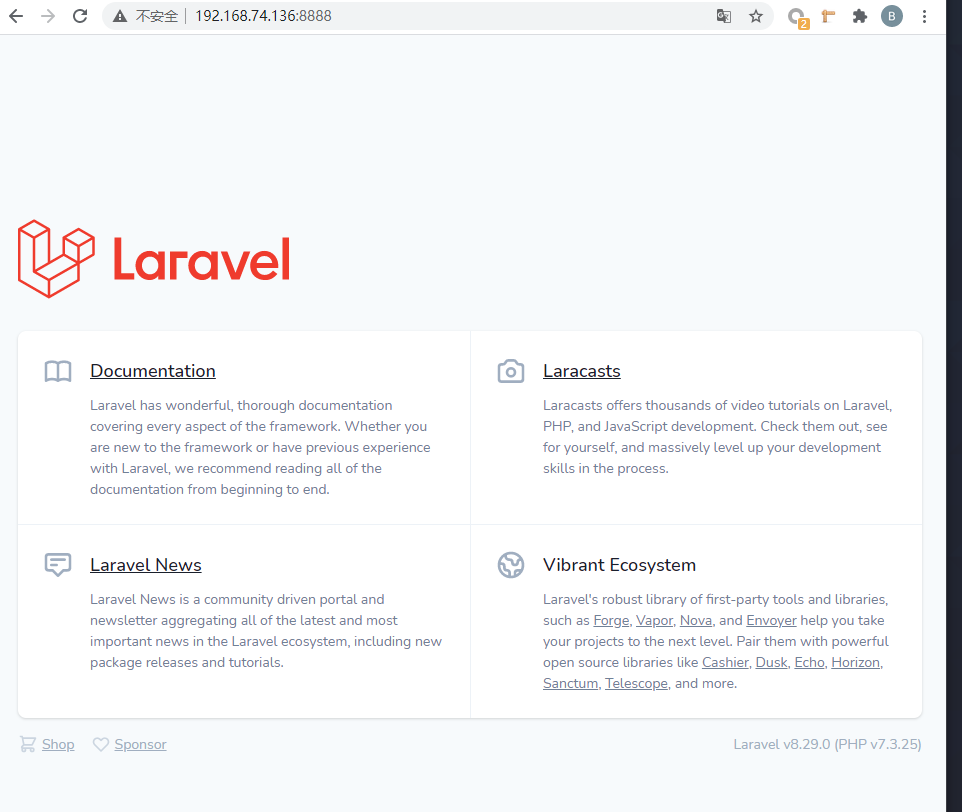 不安全 192.168.74.136:8888
2
B
Laravel
Documentation
Laravel has wonderful, thorough documentation
covering every aspect of the framework. Whether you
are new to the framework or have previous experience
with Laravel, we recommend reading all of the
documentation from beginning to end.
Laracasts
Laracasts offers thousands of video tutorials on Laravel,
PHP, and JavaScript development. Check them out, see
for yourself, and massively level up your development
skills in the process.
Laravel News
Laravel News is a community driven portal and
newsletter aggregating all of the latest and most
important news in the Laravel ecosystem, including new
package releases and tutorials.
Vibrant Ecosystem
Laravel's robust library of first-party tools and libraries,
such as Forge, Vapor, Nova, and Envoyer help you take
your projects to the next level. Pair them with powerful
open source libraries like Cashier, Dusk, Echo, Horizon,
Sanctum, Telescope, and more.
Shop
Sponsor
Laravel v8.29.0 (PHP v7.3.25)